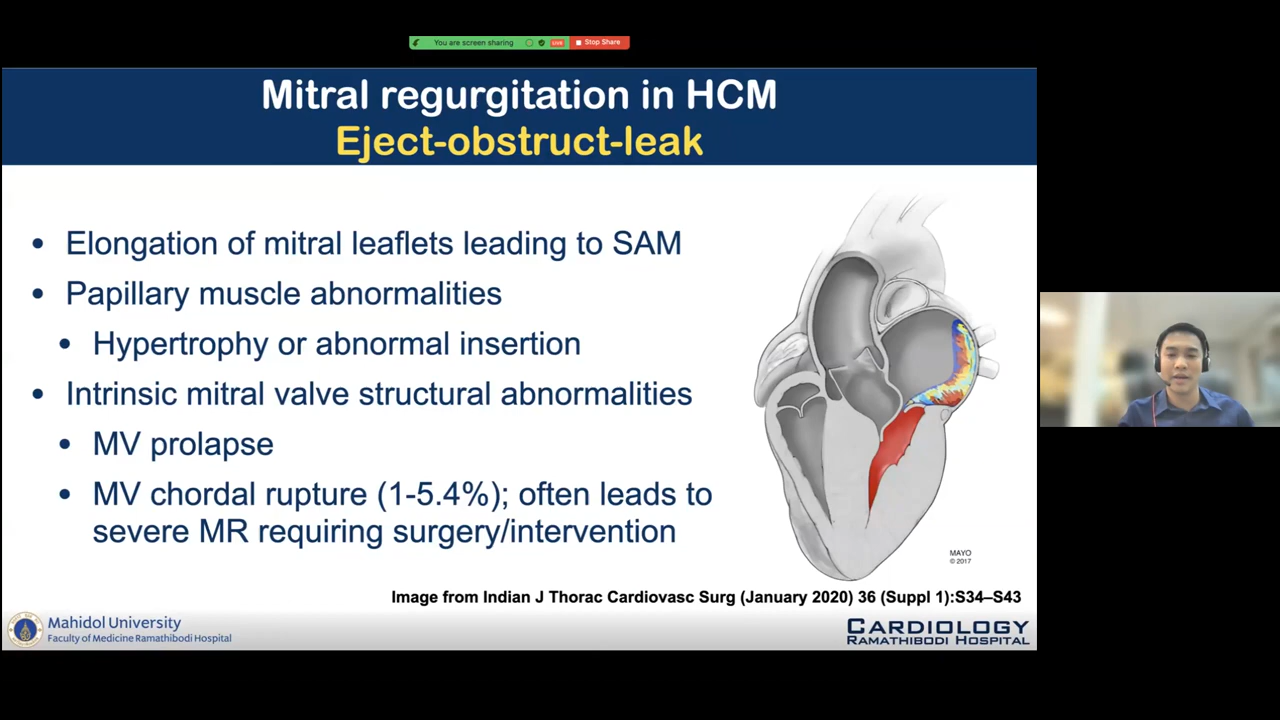 You are screen sharing LIVE Stop Share
Mitral regurgitation in HCM
Eject-obstruct-leak
• Elongation of mitral leaflets leading to SAM
• Papillary muscle abnormalities
• Hypertrophy or abnormal insertion
• Intrinsic mitral valve structural abnormalities
• MV prolapse
• MV chordal rupture (1-5.4%); often leads to
severe MR requiring surgery/intervention
MAYO
© 2017
Image from Indian J Thorac Cardiovasc Surg (January 2020) 36 (Suppl 1):S34–S43
Mahidol University
Faculty of Medicine Ramathibodi Hospital
CARDIOLOGY
RAMATHIBODI HOSPITAL